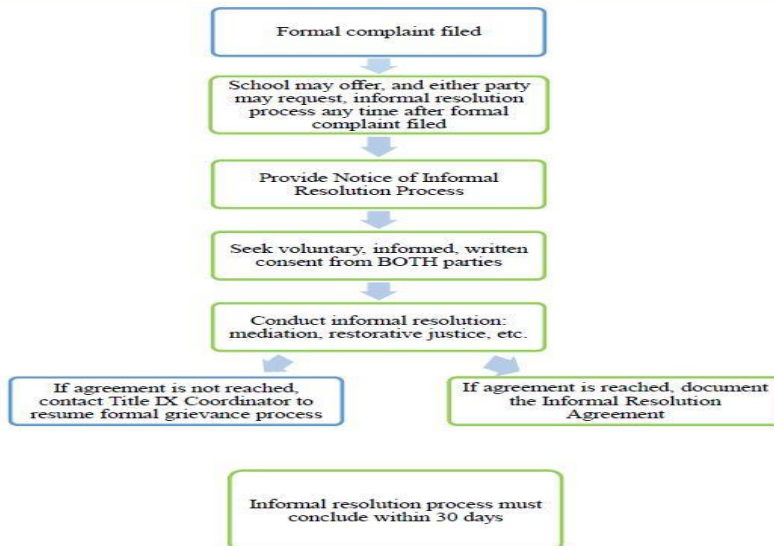 Formal complaint filed
School may offer, and either party
may request, informal resolution
process any time after formal
complaint filed
Provide Notice of Informal
Resolution Process
Seek voluntary, informed, written
consent from BOTH parties
Conduct informal resolution:
mediation, restorative justice, etc.
If agreement is not reached,
contact Title IX Coordinator to
resume formal grievance process
If agreement is reached, document
the Informal Resolution
Agreement
Informal resolution process must
conclude within 30 days